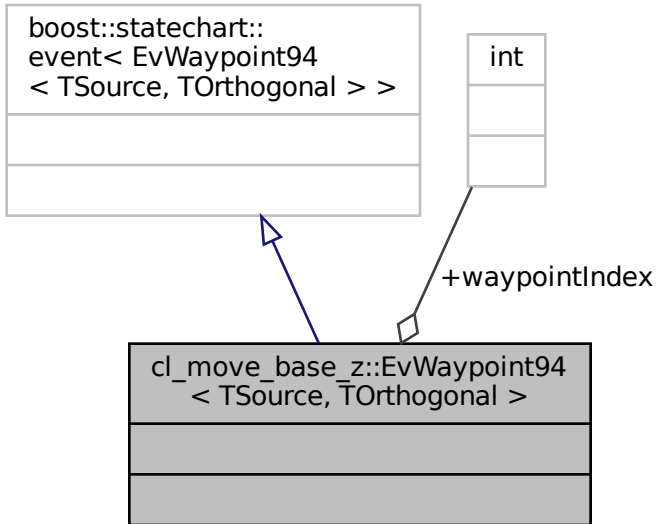 boost::statechart::
event< EvWaypoint94
< TSource, TOrthogonal > >
int
+waypointIndex
cl_move_base_z::EvWaypoint94
< TSource, TOrthogonal >